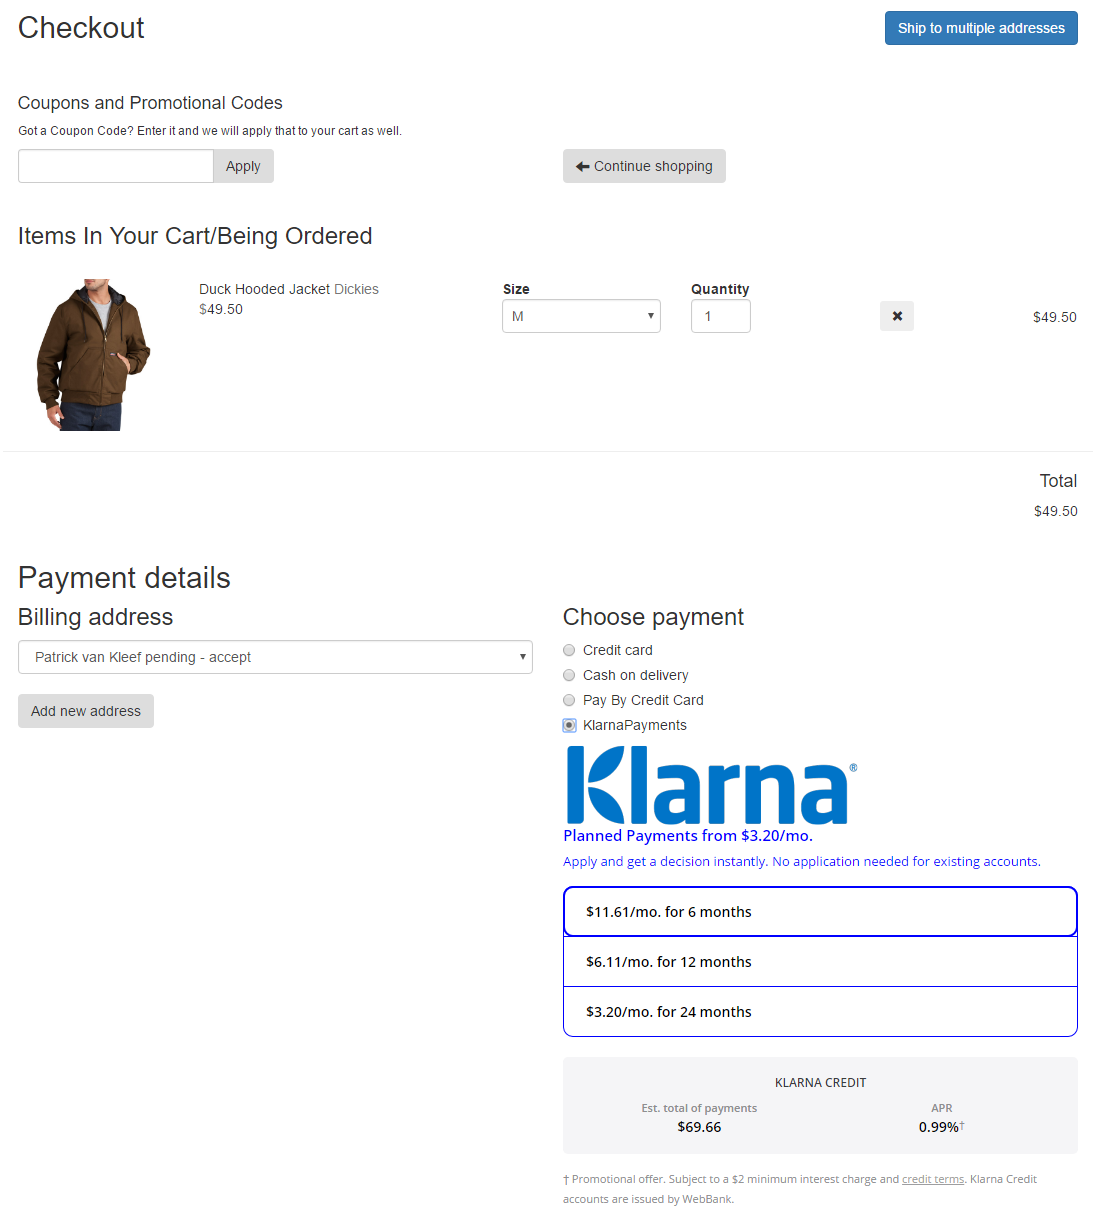 Checkout
Ship to multiple addresses
Coupons and Promotional Codes
Got a Coupon Code? Enter it and we will apply that to your cart as well.
Apply
Continue shopping
Items In Your Cart/Being Ordered
Duck Hooded Jacket Dickies
$49.50
Size
M
Quantity
1
$49.50
Total
$49.50
Payment details
Billing address
Patrick van Kleef pending - accept
Add new address
Choose payment
Credit card
Cash on delivery
Pay By Credit Card
KlarnaPayments
Klarna®
Planned Payments from $3.20/mo.
Apply and get a decision instantly. No application needed for existing accounts.
$11.61/mo. for 6 months
$6.11/mo. for 12 months
$3.20/mo. for 24 months
KLARNA CREDIT
Est. total of payments
$69.66
APR
0.99%†
† Promotional offer. Subject to a $2 minimum interest charge and credit terms. Klarna Credit
accounts are issued by WebBank.